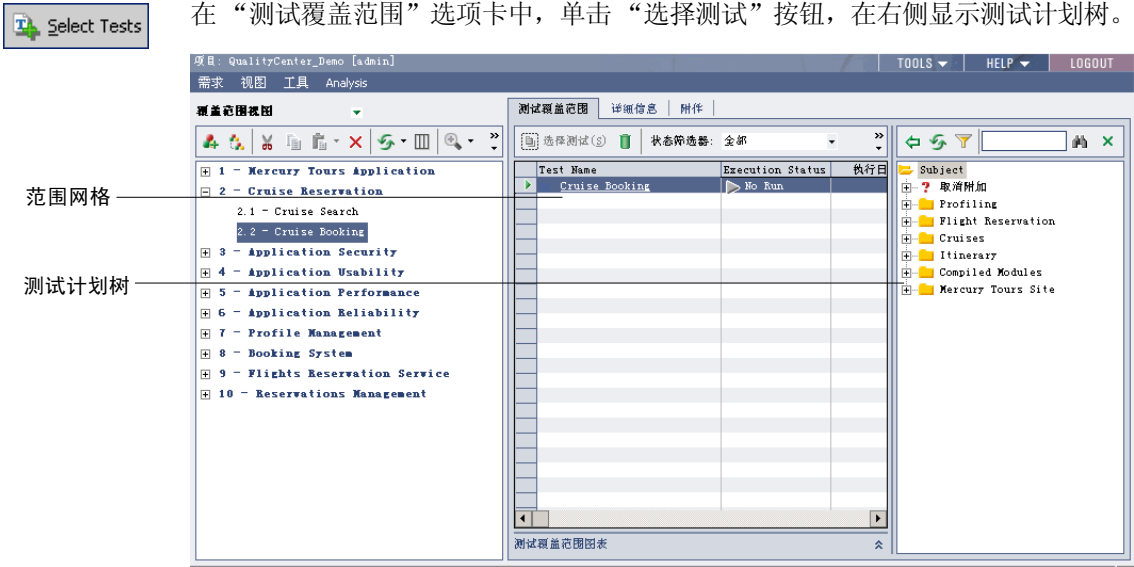 Select Tests
在“测试覆盖范围”选项卡中，单击“选择测试”按钮，在右侧显示测试计划树。
项目: QualityCenter_Demo [admin]
TOOLS HELP LOGOUT
需求 视图 工具 Analysis
覆盖范围视图
测试覆盖范围 详细信息 附件
选择测试(S) 状态筛选器: 全部
范围网格
测试计划树
1 - Mercury Tours Application
2 - Cruise Reservation
2.1 - Cruise Search
2.2 - Cruise Booking
3 - Application Security
4 - Application Usability
5 - Application Performance
6 - Application Reliability
7 - Profile Management
8 - Booking System
9 - Flights Reservation Service
10 - Reservations Management
Test Name Execution Status 执行日
Cruise Booking No Run
测试覆盖范围图表
Subject
取消附加
Profiling
Flight Reservation
Cruises
Itinerary
Compiled Modules
Mercury Tours Site